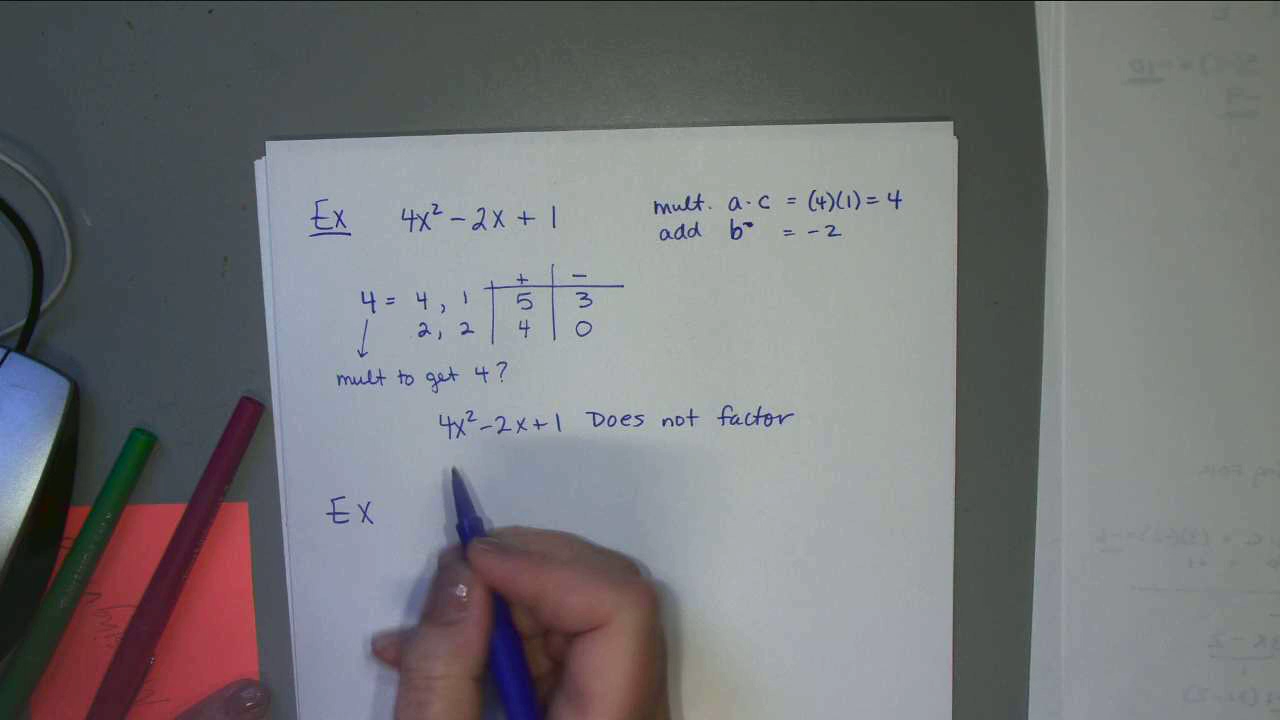 Ex 4x² - 2x + 1
mult. a · c = (4)(1) = 4
add b = -2
+ -
4 = 4, 1 5 3
2, 2 4 0
mult to get 4?
4x² - 2x + 1 Does not factor
Ex